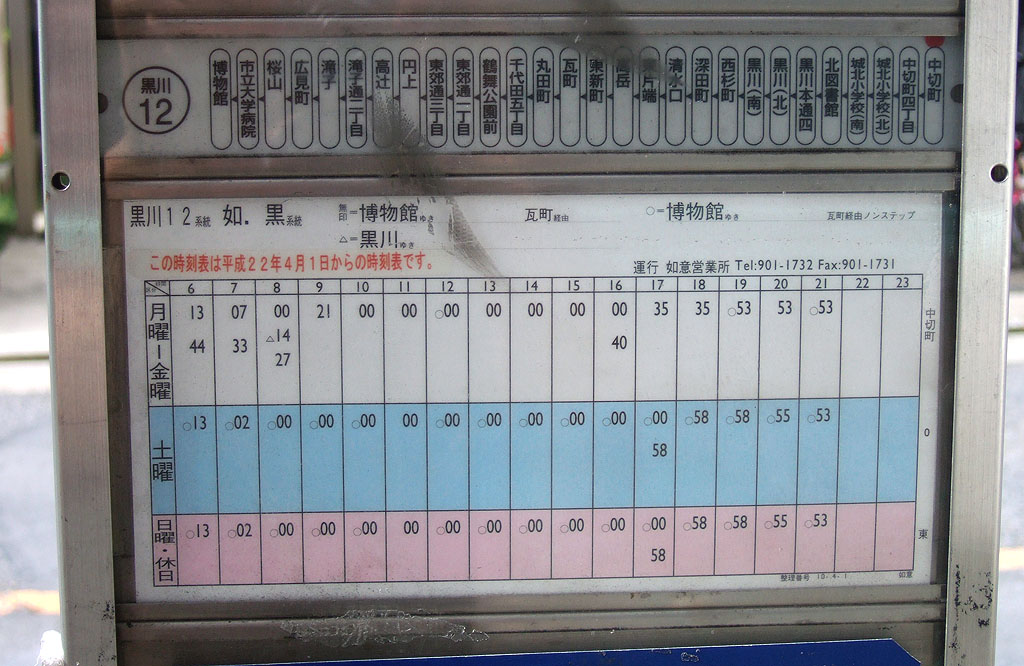 黒川
12
博物館
市立大学病院
桜山
広見町
滝子
滝子通二丁目
高辻
円上
東郊通三丁目
東郊通一丁目
鶴舞公園前
千代田五丁目
丸田町
瓦町
東新町
高岳
片端
清水口
深田町
西杉町
黒川(南)
黒川(北)
黒川本通四
北図書館
城北小学校(南)
城北小学校(北)
中切町四丁目
中切町
黒川12系統 如.黒系統 無印=博物館ゆき 瓦町経由 ○=博物館ゆき 瓦町経由ノンステップ
△=黒川ゆき
この時刻表は平成22年4月1日からの時刻表です。
運行 如意営業所 Tel:901-1732 Fax:901-1731
6 7 8 9 10 11 12 13 14 15 16 17 18 19 20 21 22 23
月曜ー金曜 13 07 00 21 00 00 ○00 00 00 00 00 35 35 ○53 53 ○53
44 33 △14 40
27
土曜 ○13 ○02 ○00 ○00 ○00 00 ○00 ○00 ○00 ○00 ○00 ○00 ○58 ○58 ○55 ○53
58
日曜・休日 ○13 ○02 ○00 ○00 ○00 00 ○00 ○00 ○00 ○00 ○00 ○00 ○58 ○58 ○55 ○53
58
中切町
0
東
整理番号 10.4.1 如意